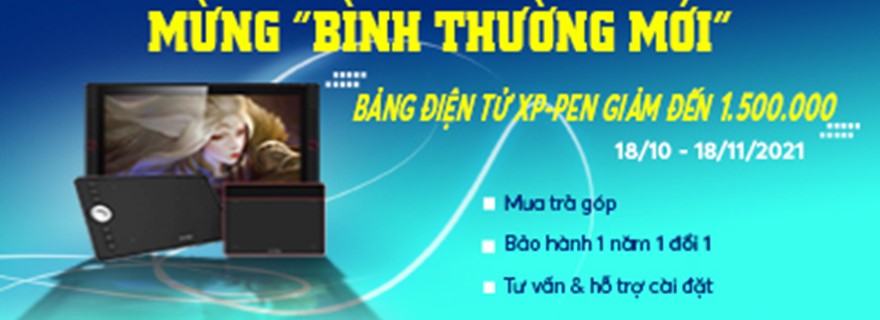 MỪNG "BÌNH THƯỜNG MỚI"
BẢNG ĐIỆN TỬ XP-PEN GIẢM ĐẾN 1.500.000
18/10 - 18/11/2021
Mua trả góp
Bảo hành 1 năm 1 đổi 1
Tư vấn & hỗ trợ cài đặt